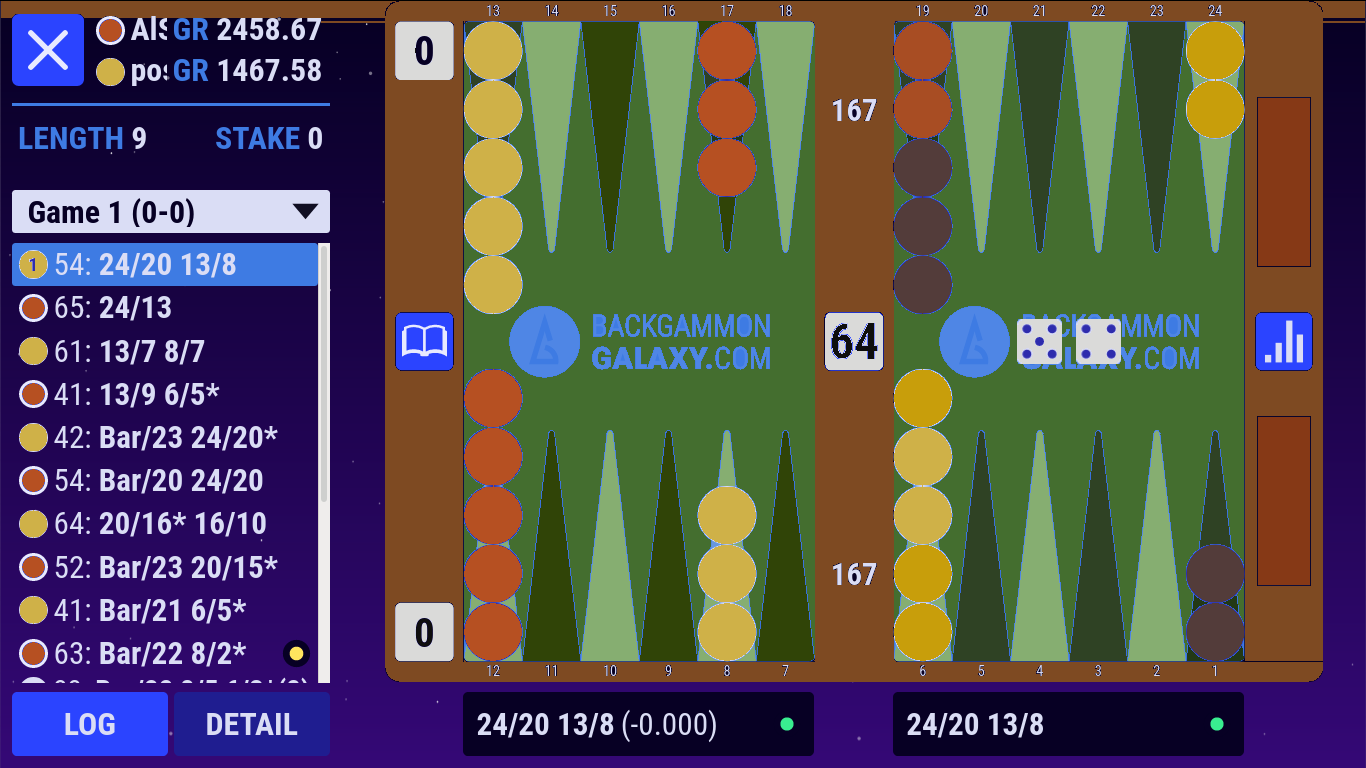 AlS GR 2458.67
pos GR 1467.58
LENGTH 9 STAKE 0
Game 1 (0-0)
1 54: 24/20 13/8
65: 24/13
61: 13/7 8/7
41: 13/9 6/5*
42: Bar/23 24/20*
54: Bar/20 24/20
64: 20/16* 16/10
52: Bar/23 20/15*
41: Bar/21 6/5*
63: Bar/22 8/2*
LOG DETAIL
13 14 15 16 17 18 19 20 21 22 23 24
0
167
BACKGAMMON
GALAXY.COM
64
BACKGAMMON
GALAXY.COM
167
0
12 11 10 9 8 7 6 5 4 3 2 1
24/20 13/8 (-0.000)
24/20 13/8